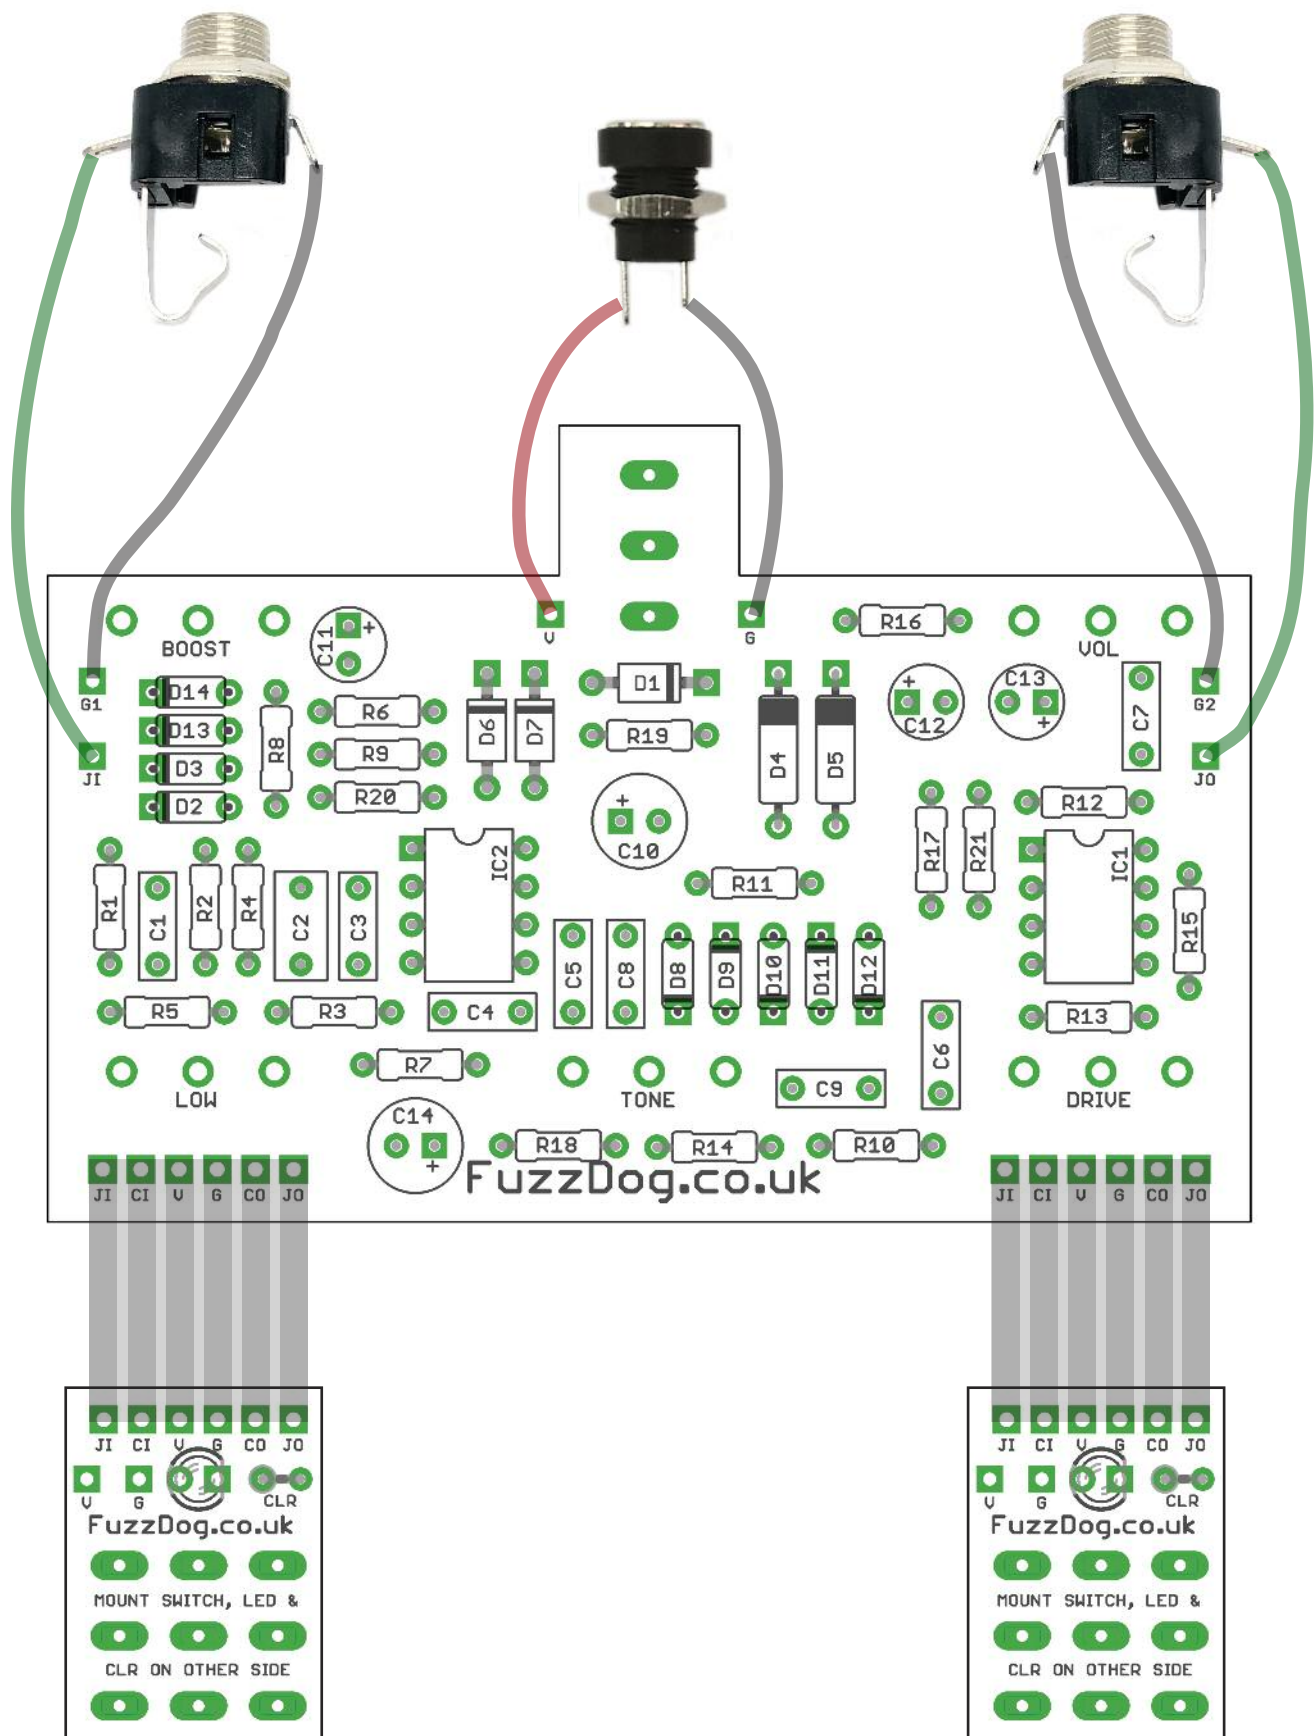 V
G
R16
BOOST
C11
+
VOL
G1
D14
R6
D1
+
C12
C13
+
C7
G2
D13
R8
D6
D7
R19
D4
D5
JI
D3
R9
JO
D2
R20
+
C10
R12
R17
R21
R1
C1
R2
R4
C2
C3
IC2
R11
IC1
R15
C5
C8
D8
D9
D10
D11
D12
R5
R3
C4
R13
R7
C6
LOW
TONE
C9
DRIVE
C14
+
R18
R14
R10
FuzzDog.co.uk
JI CI V G CO JO
JI CI V G CO JO
JI CI V G CO JO
V G CLR
FuzzDog.co.uk
MOUNT SWITCH, LED &
CLR ON OTHER SIDE
JI CI V G CO JO
V G CLR
FuzzDog.co.uk
MOUNT SWITCH, LED &
CLR ON OTHER SIDE